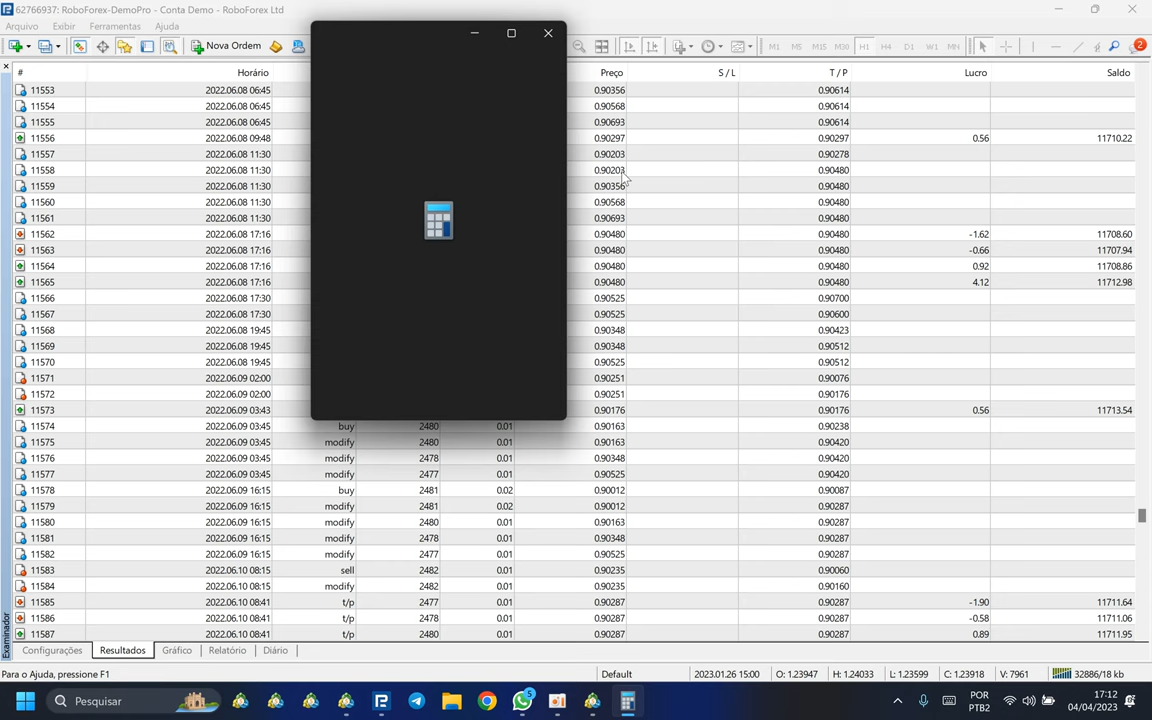 62766937: RoboForex-DemoPro - Conta Demo - RoboForex Ltd
Arquivo Exibir Ferramentas Ajuda
Nova Ordem M1 M5 M15 M30 H1 H4 D1 W1 MN 2
# Horário Preço S / L T / P Lucro Saldo
11553 2022.06.08 06:45 0.90356 0.90614
11554 2022.06.08 06:45 0.90568 0.90614
11555 2022.06.08 06:45 0.90693 0.90614
11556 2022.06.08 09:48 0.90297 0.90297 0.56 11710.22
11557 2022.06.08 11:30 0.90203 0.90278
11558 2022.06.08 11:30 0.90203 0.90480
11559 2022.06.08 11:30 0.90356 0.90480
11560 2022.06.08 11:30 0.90568 0.90480
11561 2022.06.08 11:30 0.90693 0.90480
11562 2022.06.08 17:16 0.90480 0.90480 -1.62 11708.60
11563 2022.06.08 17:16 0.90480 0.90480 -0.66 11707.94
11564 2022.06.08 17:16 0.90480 0.90480 0.92 11708.86
11565 2022.06.08 17:16 0.90480 0.90480 4.12 11712.98
11566 2022.06.08 17:30 0.90525 0.90700
11567 2022.06.08 17:30 0.90525 0.90600
11568 2022.06.08 19:45 0.90348 0.90423
11569 2022.06.08 19:45 0.90348 0.90512
11570 2022.06.08 19:45 0.90525 0.90512
11571 2022.06.09 02:00 0.90251 0.90076
11572 2022.06.09 02:00 0.90251 0.90176
11573 2022.06.09 03:43 0.90176 0.90176 0.56 11713.54
11574 2022.06.09 03:45 buy 2480 0.01 0.90163 0.90238
11575 2022.06.09 03:45 modify 2480 0.01 0.90163 0.90420
11576 2022.06.09 03:45 modify 2478 0.01 0.90348 0.90420
11577 2022.06.09 03:45 modify 2477 0.01 0.90525 0.90420
11578 2022.06.09 16:15 buy 2481 0.02 0.90012 0.90087
11579 2022.06.09 16:15 modify 2481 0.02 0.90012 0.90287
11580 2022.06.09 16:15 modify 2480 0.01 0.90163 0.90287
11581 2022.06.09 16:15 modify 2478 0.01 0.90348 0.90287
11582 2022.06.09 16:15 modify 2477 0.01 0.90525 0.90287
11583 2022.06.10 08:15 sell 2482 0.01 0.90235 0.90060
11584 2022.06.10 08:15 modify 2482 0.01 0.90235 0.90160
11585 2022.06.10 08:41 t/p 2477 0.01 0.90287 0.90287 -1.90 11711.64
11586 2022.06.10 08:41 t/p 2478 0.01 0.90287 0.90287 -0.58 11711.06
11587 2022.06.10 08:41 t/p 2480 0.01 0.90287 0.90287 0.89 11711.95
Examinador
Configurações Resultados Gráfico Relatório Diário
Para o Ajuda, pressione F1 Default 2023.01.26 15:00 O: 1.23947 H: 1.24033 L: 1.23599 C: 1.23918 V: 7961 32886/18 kb
Pesquisar 5 POR 17:12
PTB2 04/04/2023